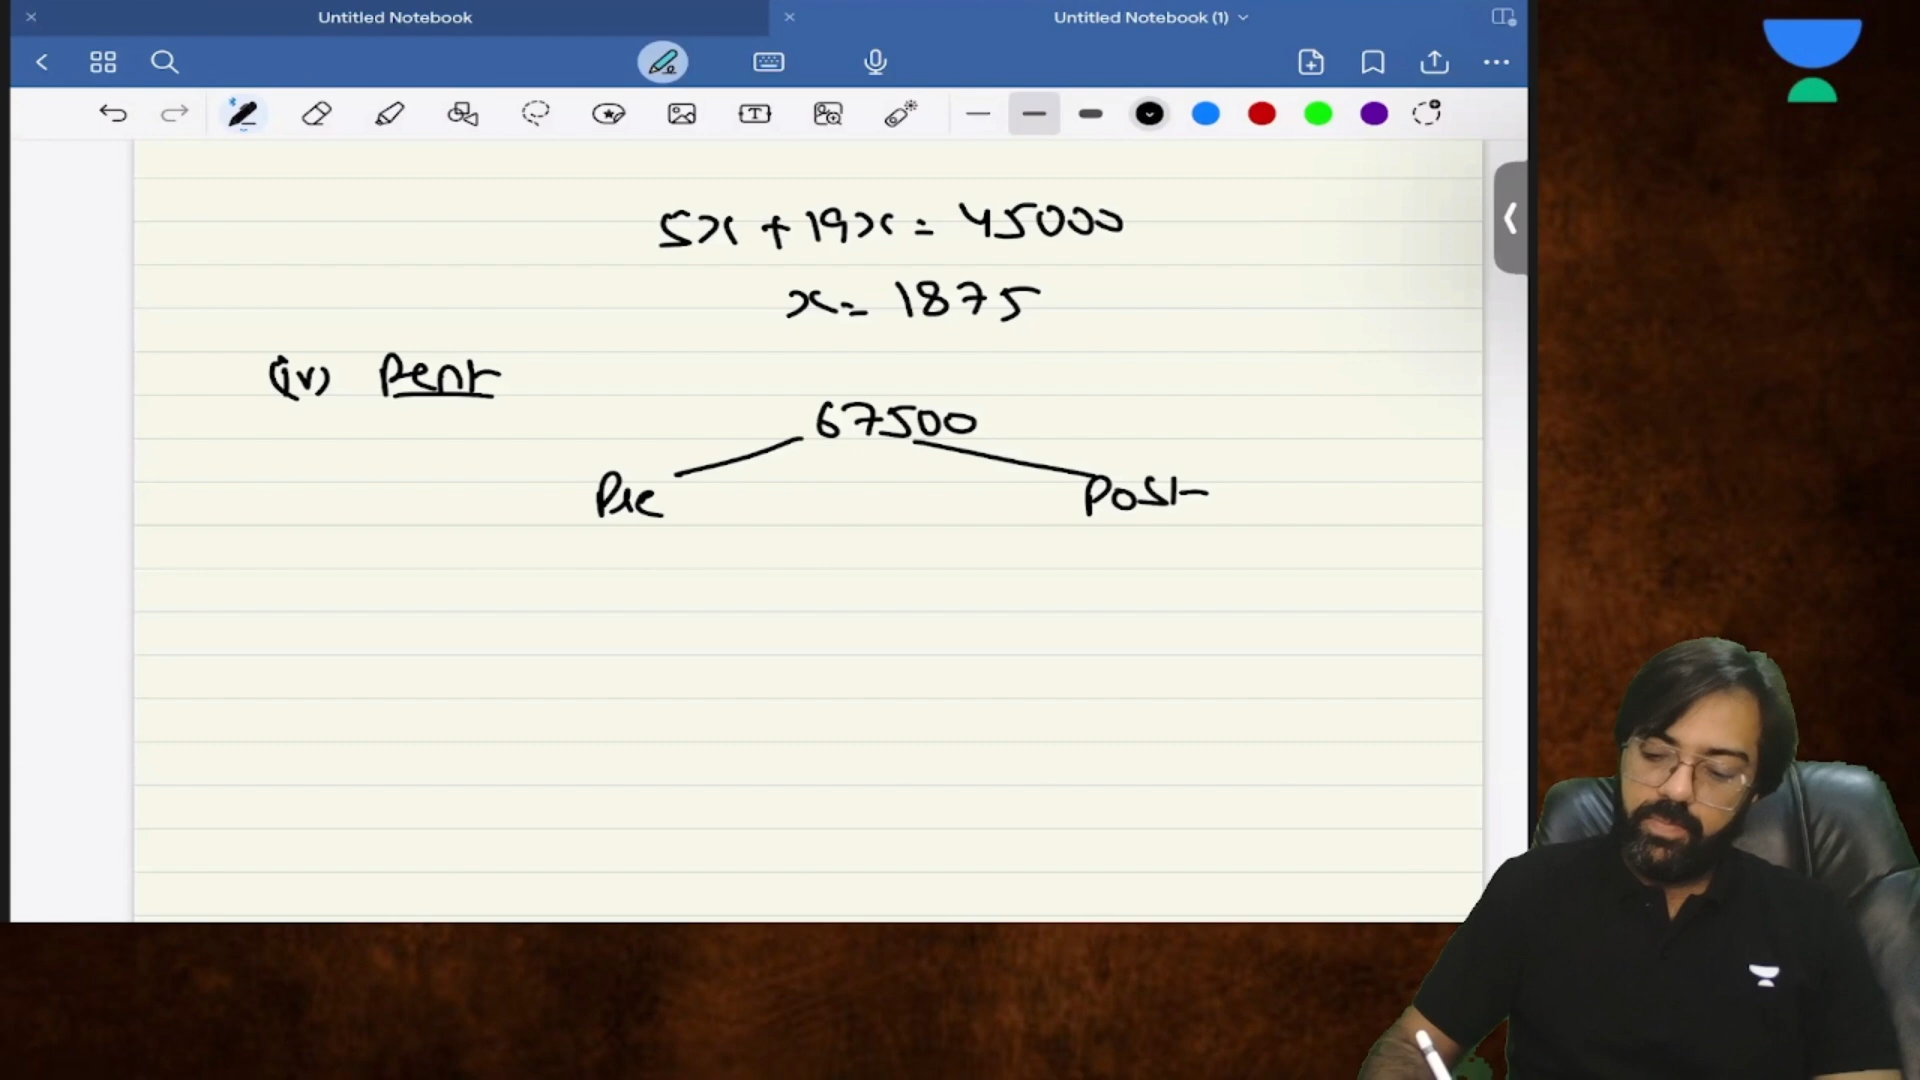 Untitled Notebook
Untitled Notebook (1)
5x + 19x = 45000
x = 1875
(iv) Rent
67500
Pre
Post